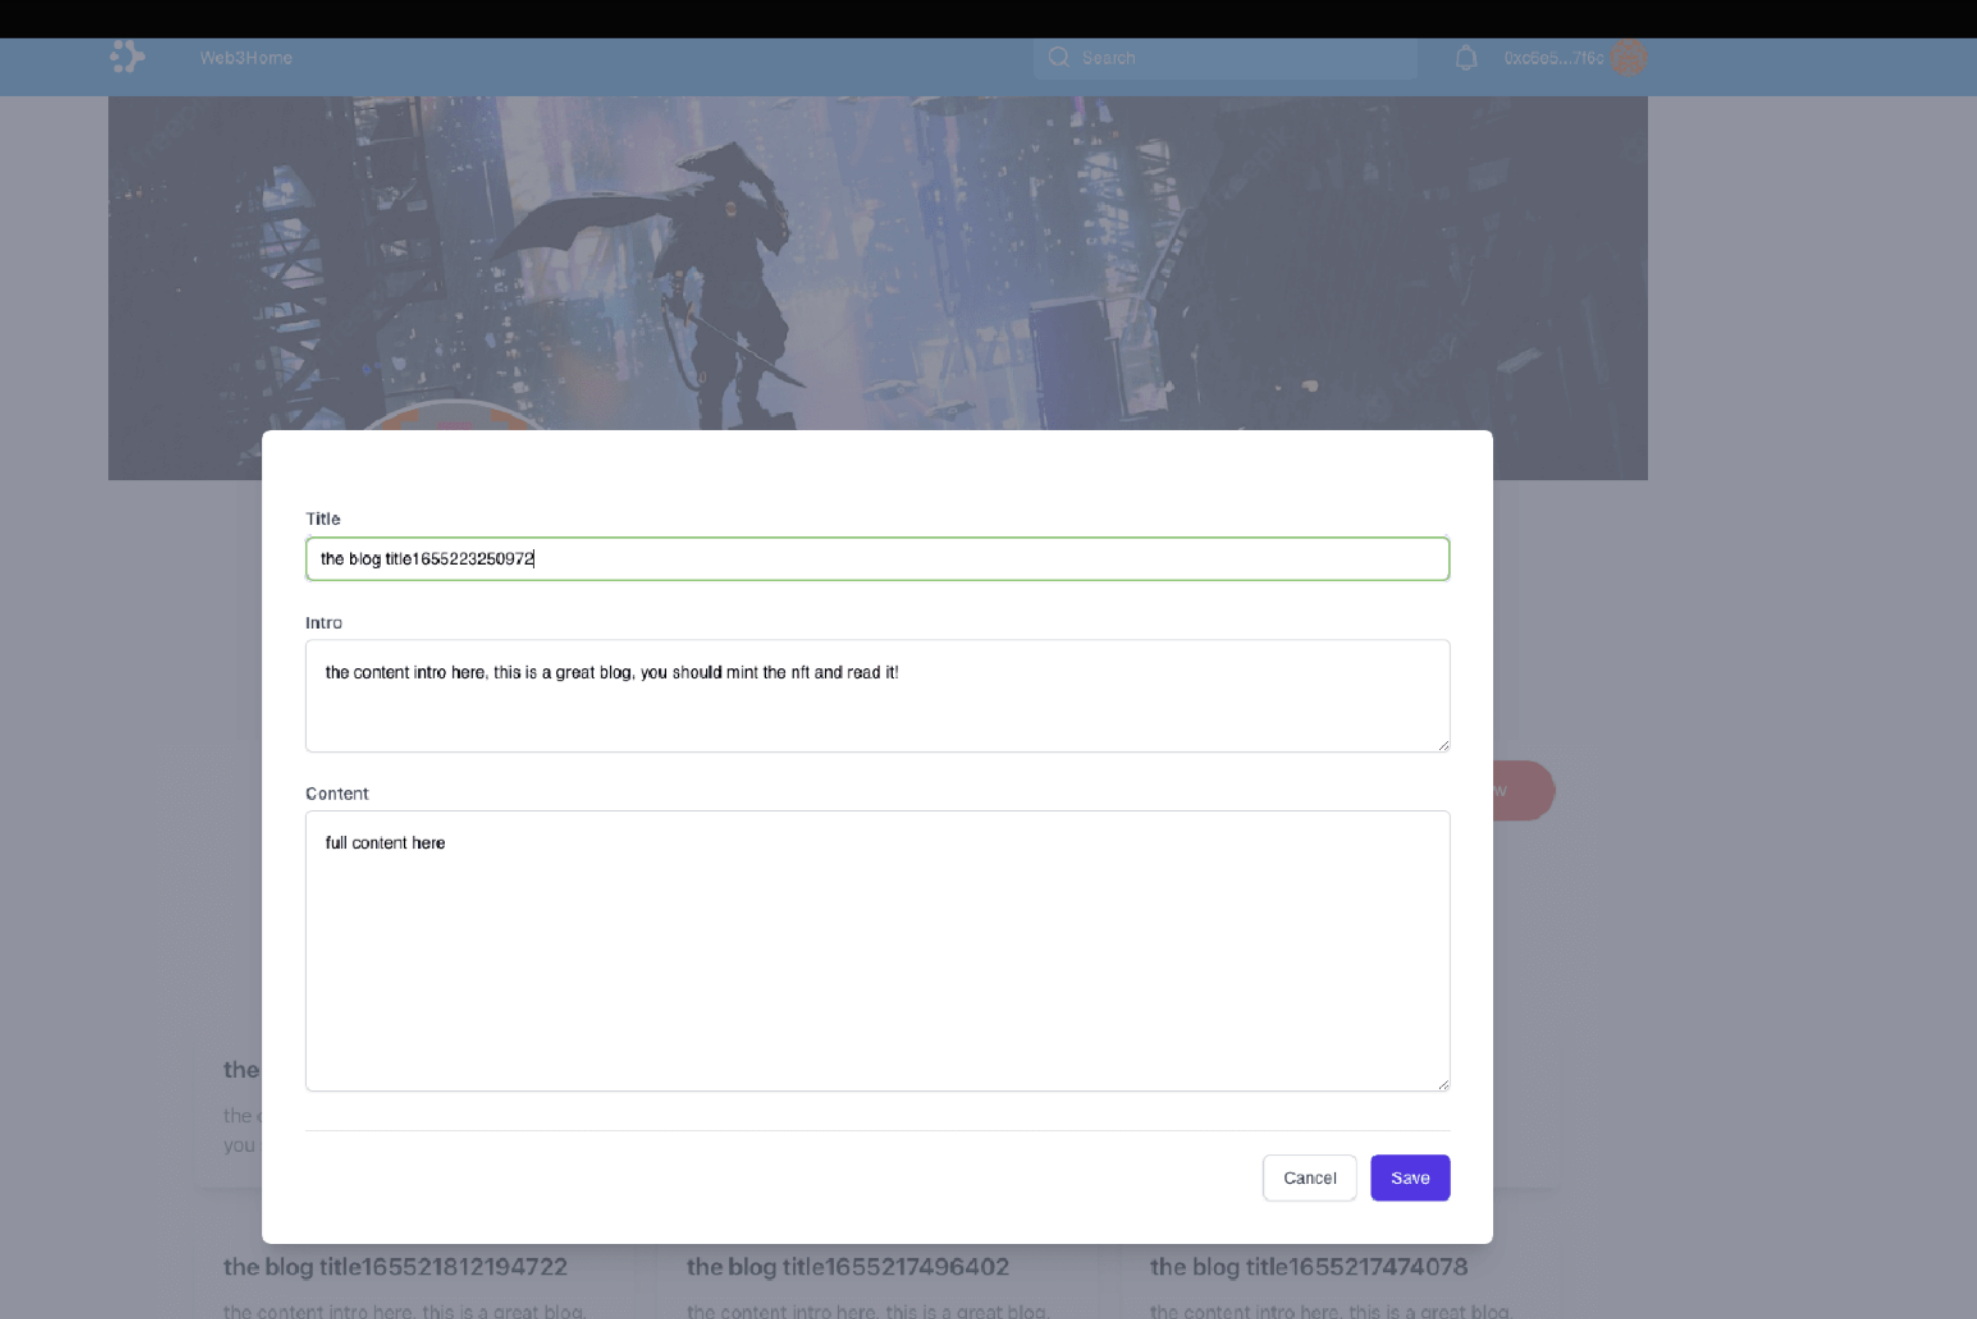 Web3Home
Search
0xc6e5...7f6c
Title
the blog title1655223250972
Intro
the content intro here, this is a great blog, you should mint the nft and read it!
Content
full content here
w
the
the
you
Cancel
Save
the blog title165521812194722
the blog title1655217496402
the blog title1655217474078
the content intro here, this is a great blog,
the content intro here, this is a great blog,
the content intro here, this is a great blog,